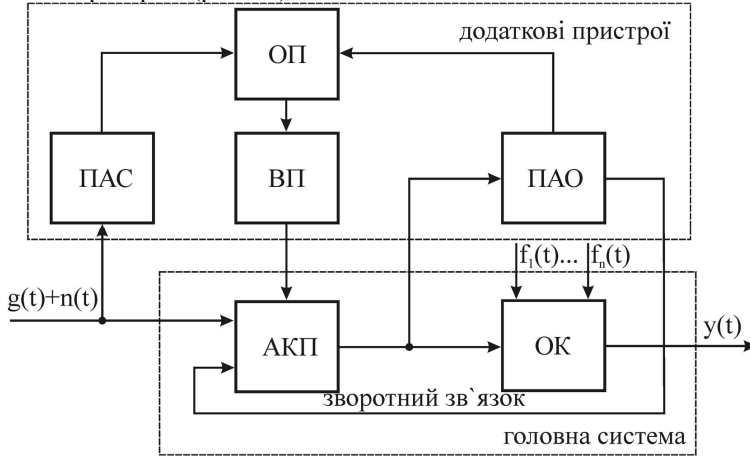 додаткові пристрої
ОП
ПАС
ВП
ПАО
f₁(t)... fₙ(t)
g(t)+n(t)
АКП
ОК
y(t)
зворотний зв`язок
головна система